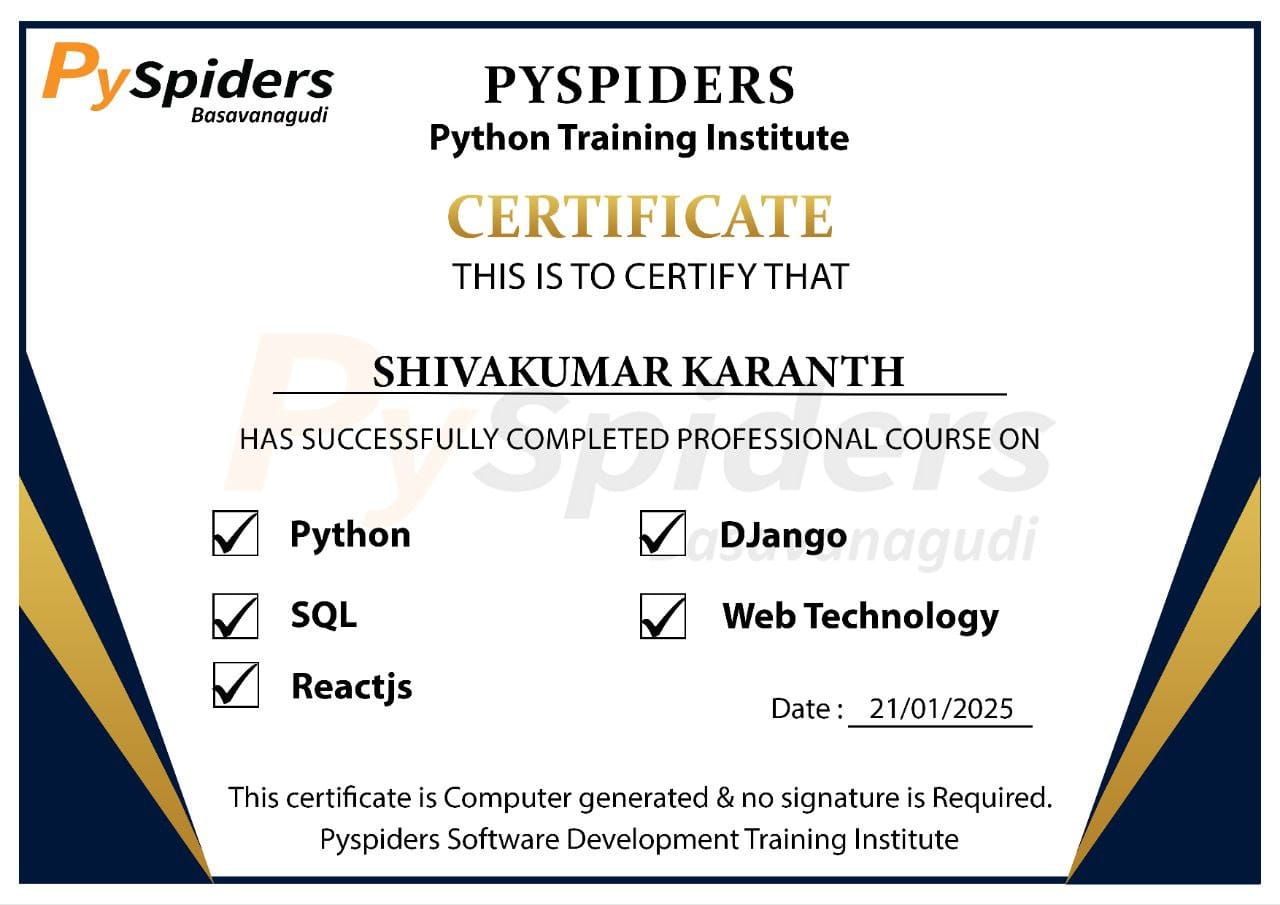 PySpiders
Basavanagudi
PYSPIDERS
Python Training Institute
CERTIFICATE
THIS IS TO CERTIFY THAT
SHIVAKUMAR KARANTH
HAS SUCCESSFULLY COMPLETED PROFESSIONAL COURSE ON
PySpiders
Basavanagudi
Python
DJango
SQL
Web Technology
Reactjs
Date : 21/01/2025
This certificate is Computer generated & no signature is Required.
Pyspiders Software Development Training Institute